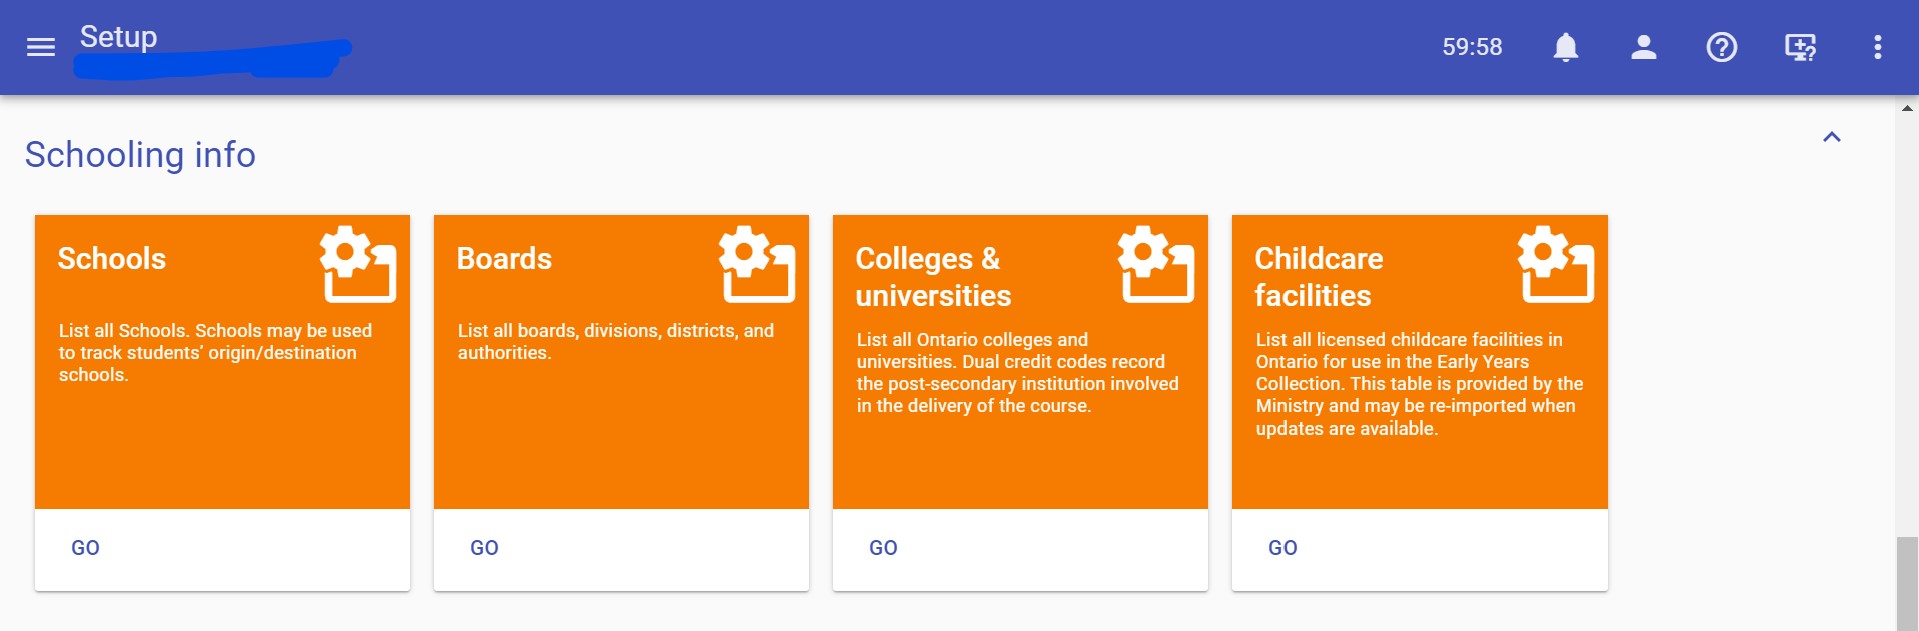 Setup
59:58
Schooling info
Schools
List all Schools. Schools may be used
to track students’ origin/destination
schools.
GO
Boards
List all boards, divisions, districts, and
authorities.
GO
Colleges &
universities
List all Ontario colleges and
universities. Dual credit codes record
the post-secondary institution involved
in the delivery of the course.
GO
Childcare
facilities
List all licensed childcare facilities in
Ontario for use in the Early Years
Collection. This table is provided by the
Ministry and may be re-imported when
updates are available.
GO